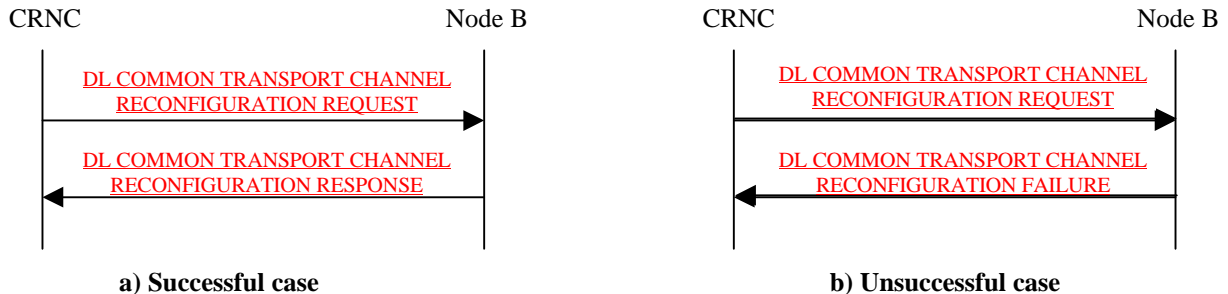 CRNC
Node B
DL COMMON TRANSPORT CHANNEL
RECONFIGURATION REQUEST
DL COMMON TRANSPORT CHANNEL
RECONFIGURATION RESPONSE
a) Successful case
CRNC
Node B
DL COMMON TRANSPORT CHANNEL
RECONFIGURATION REQUEST
DL COMMON TRANSPORT CHANNEL
RECONFIGURATION FAILURE
b) Unsuccessful case